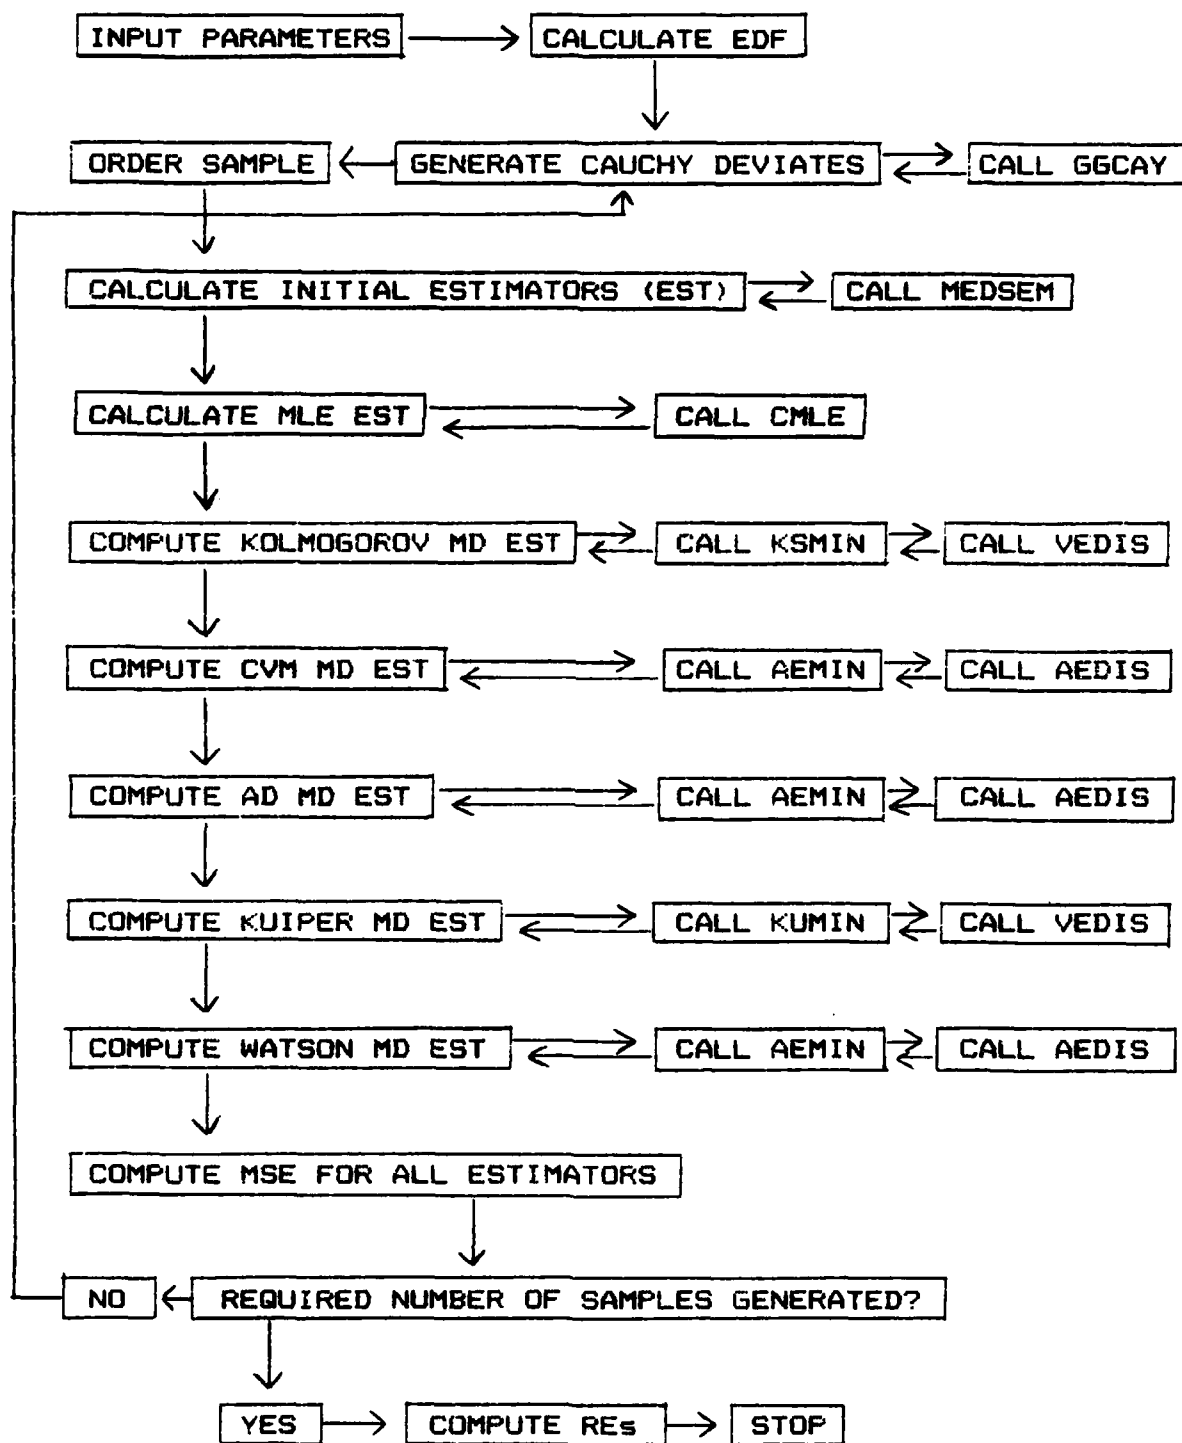 INPUT PARAMETERS
CALCULATE EDF
ORDER SAMPLE
GENERATE CAUCHY DEVIATES
CALL GGCAY
CALCULATE INITIAL ESTIMATORS (EST)
CALL MEDSEM
CALCULATE MLE EST
CALL CMLE
COMPUTE KOLMOGOROV MD EST
CALL KSMIN
CALL VEDIS
COMPUTE CVM MD EST
CALL AEMIN
CALL AEDIS
COMPUTE AD MD EST
CALL AEMIN
CALL AEDIS
COMPUTE KUIPER MD EST
CALL KUMIN
CALL VEDIS
COMPUTE WATSON MD EST
CALL AEMIN
CALL AEDIS
COMPUTE MSE FOR ALL ESTIMATORS
NO
REQUIRED NUMBER OF SAMPLES GENERATED?
YES
COMPUTE REs
STOP